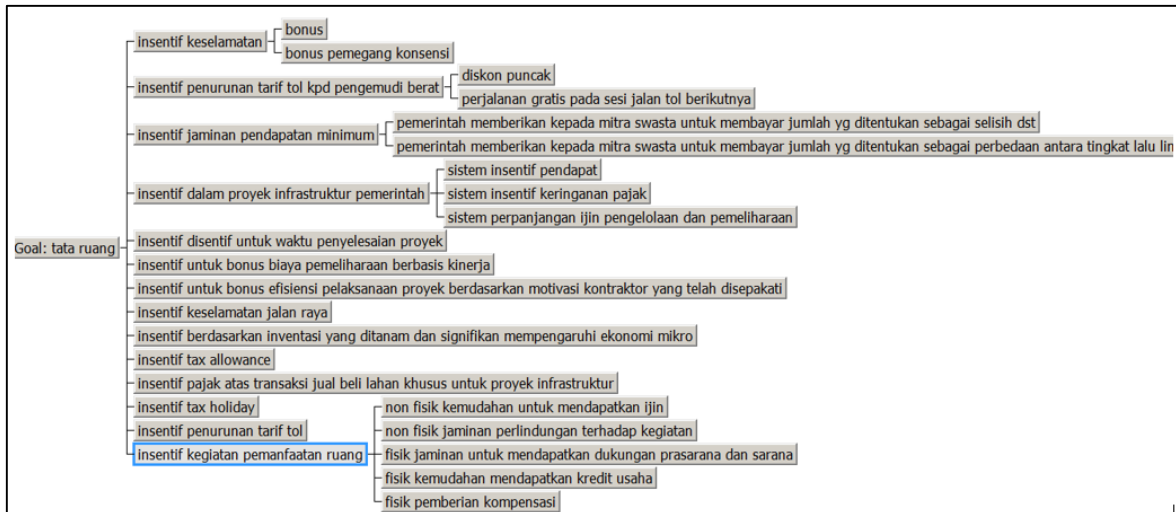 bonus
insentif keselamatan
bonus pemegang konsensi
diskon puncak
insentif penurunan tarif tol kpd pengemudi berat
perjalanan gratis pada sesi jalan tol berikutnya
pemerintah memberikan kepada mitra swasta untuk membayar jumlah yg ditentukan sebagai selisih dst
insentif jaminan pendapatan minimum
pemerintah memberikan kepada mitra swasta untuk membayar jumlah yg ditentukan sebagai perbedaan antara tingkat lalu lin
sistem insentif pendapat
insentif dalam proyek infrastruktur pemerintah
sistem insentif keringanan pajak
sistem perpanjangan ijin pengelolaan dan pemeliharaan
Goal: tata ruang
insentif disentif untuk waktu penyelesaian proyek
insentif untuk bonus biaya pemeliharaan berbasis kinerja
insentif untuk bonus efisiensi pelaksanaan proyek berdasarkan motivasi kontraktor yang telah disepakati
insentif keselamatan jalan raya
insentif berdasarkan inventasi yang ditanam dan signifikan mempengaruhi ekonomi mikro
insentif tax allowance
insentif pajak atas transaksi jual beli lahan khusus untuk proyek infrastruktur
insentif tax holiday
non fisik kemudahan untuk mendapatkan ijin
insentif penurunan tarif tol
non fisik jaminan perlindungan terhadap kegiatan
insentif kegiatan pemanfaatan ruang
fisik jaminan untuk mendapatkan dukungan prasarana dan sarana
fisik kemudahan mendapatkan kredit usaha
fisik pemberian kompensasi